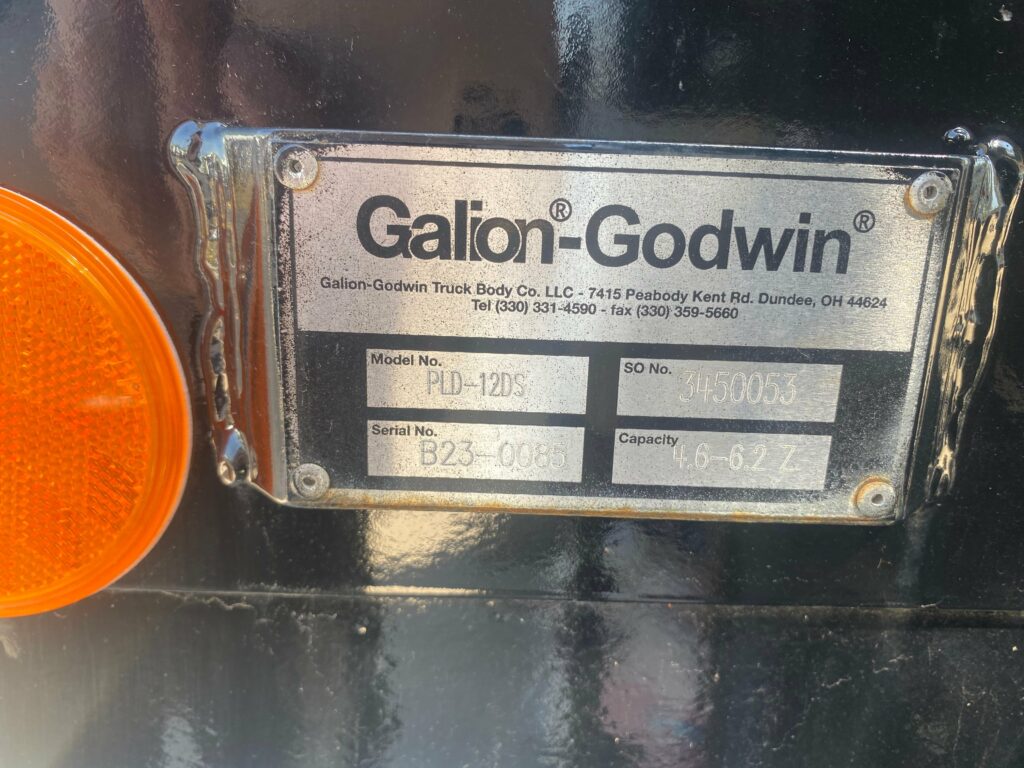 Galion®-Godwin®
Galion-Godwin Truck Body Co. LLC - 7415 Peabody Kent Rd. Dundee, OH 44624
Tel (330) 331-4590 - fax (330) 359-5660
Model No. PLD-12DS
SO No. 3450053
Serial No. B23-0085
Capacity 4.6-6.2 Z